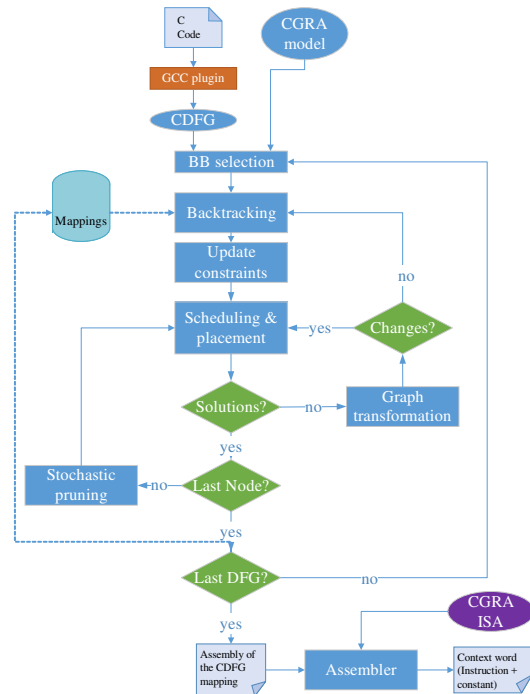 C
Code
CGRA
model
GCC plugin
CDFG
BB selection
Mappings
Backtracking
Update
constraints
no
Scheduling &
placement
yes
Changes?
Solutions?
no
Graph
transformation
yes
Stochastic
pruning
no
Last Node?
yes
Last DFG?
no
yes
CGRA
ISA
Assembly of
the CDFG
mapping
Assembler
Context word
(Instruction +
constant)